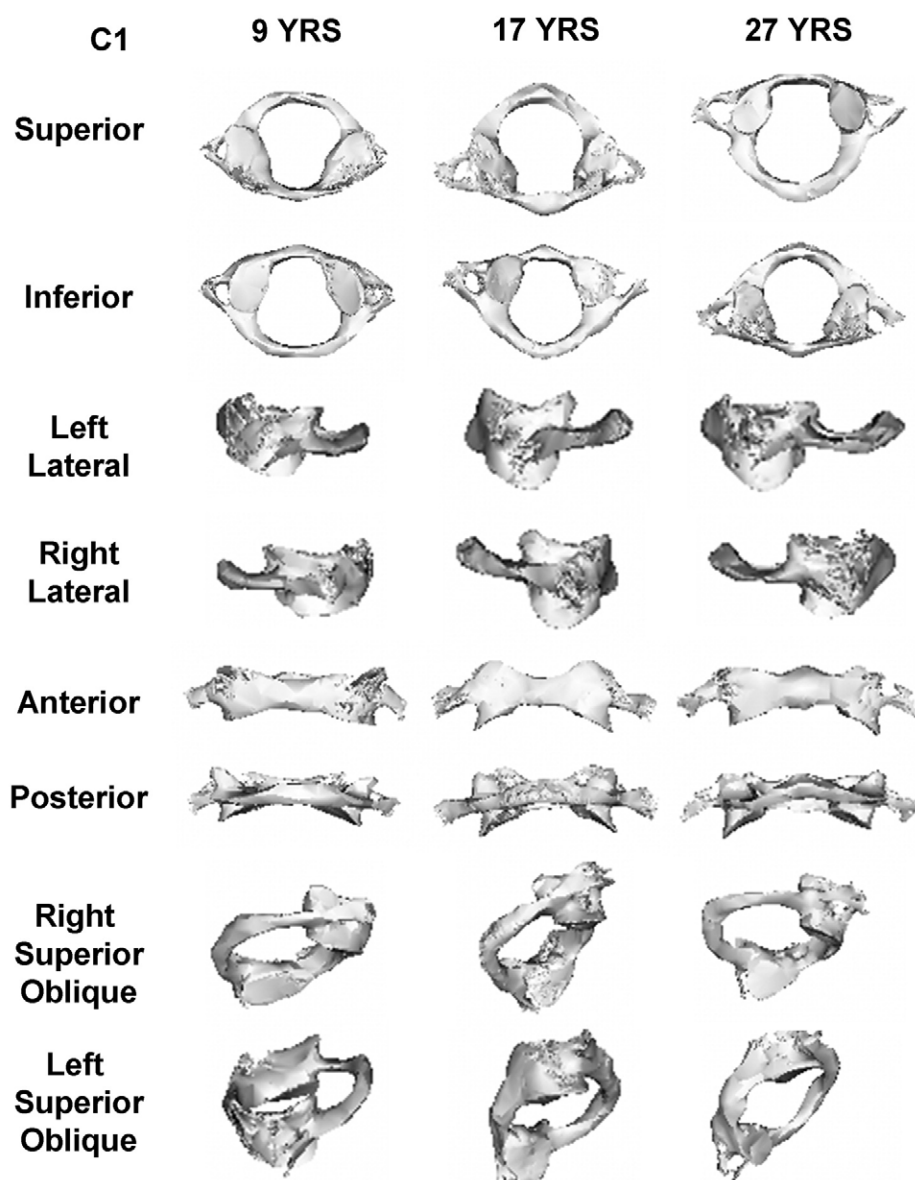 C1 9 YRS 17 YRS 27 YRS
Superior
Inferior
Left
Lateral
Right
Lateral
Anterior
Posterior
Right
Superior
Oblique
Left
Superior
Oblique